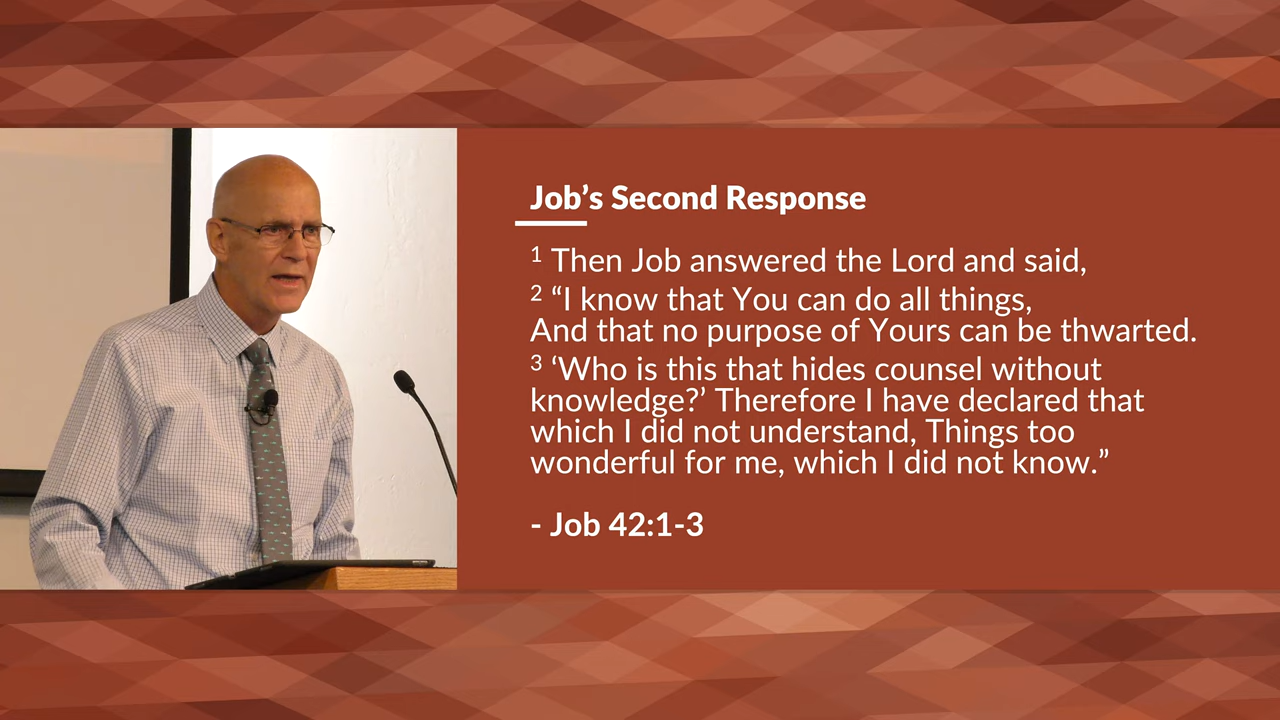 Job’s Second Response
¹ Then Job answered the Lord and said,
² “I know that You can do all things,
And that no purpose of Yours can be thwarted.
³ ‘Who is this that hides counsel without
knowledge?’ Therefore I have declared that
which I did not understand, Things too
wonderful for me, which I did not know.”
- Job 42:1-3